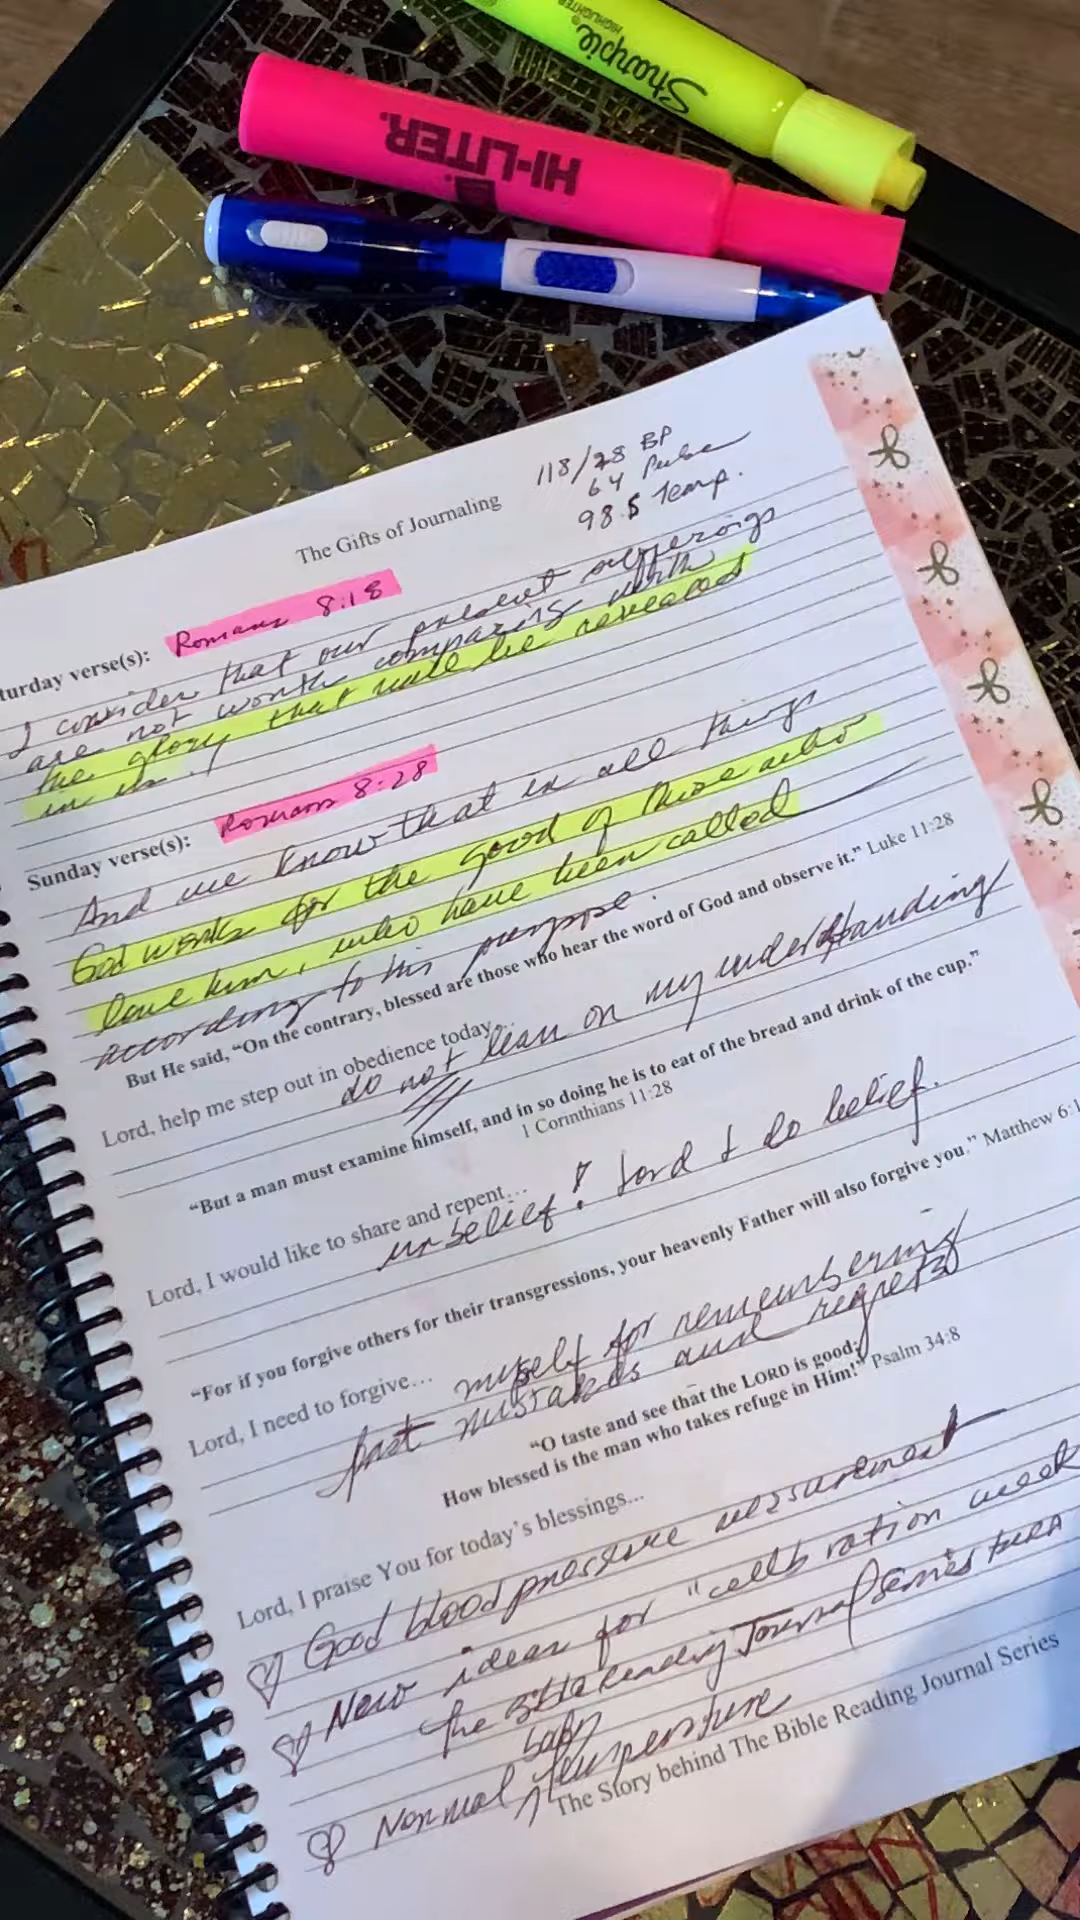 Sharpie®
HIGHLIGHTER
HI-LITER®
118/78 BP
64 Pulse
98.5 Temp.
The Gifts of Journaling
turday verse(s): Romans 8:18
I consider that our present sufferings
are not worth comparing with
the glory that will be revealed
in us.
Sunday verse(s): Romans 8:28
And we know that in all things
God works for the good of those who
love him, who have been called
according to his purpose.
But He said, “On the contrary, blessed are those who hear the word of God and observe it.” Luke 11:28
Lord, help me step out in obedience today...
do not lean on my understanding
“But a man must examine himself, and in so doing he is to eat of the bread and drink of the cup.”
1 Corinthians 11:28
Lord, I would like to share and repent...
unbelief! Lord I do belief.
“For if you forgive others for their transgressions, your heavenly Father will also forgive you.” Matthew 6:1
Lord, I need to forgive... myself for remembering
past mistakes and regrets
“O taste and see that the LORD is good;
How blessed is the man who takes refuge in Him!” Psalm 34:8
Lord, I praise You for today’s blessings...
Good blood pressure measurement
New ideas for "celebration week
the Bible Reading Journal Series turn
Normal temperature
The Story behind The Bible Reading Journal Series